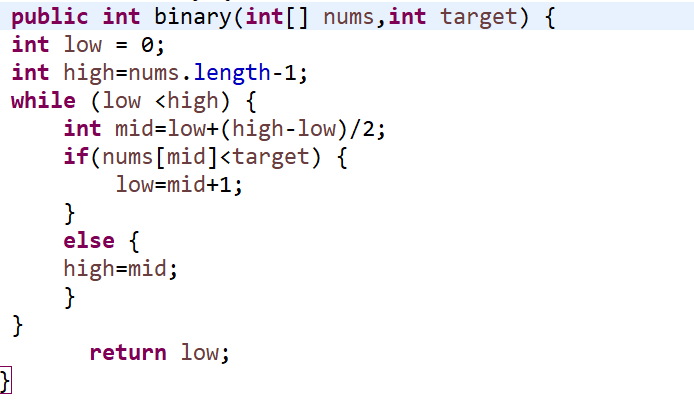 public int binary(int[] nums,int target) {
int low = 0;
int high=nums.length-1;
while (low <high) {
int mid=low+(high-low)/2;
if(nums[mid]<target) {
low=mid+1;
}
else {
high=mid;
}
}
return low;
}